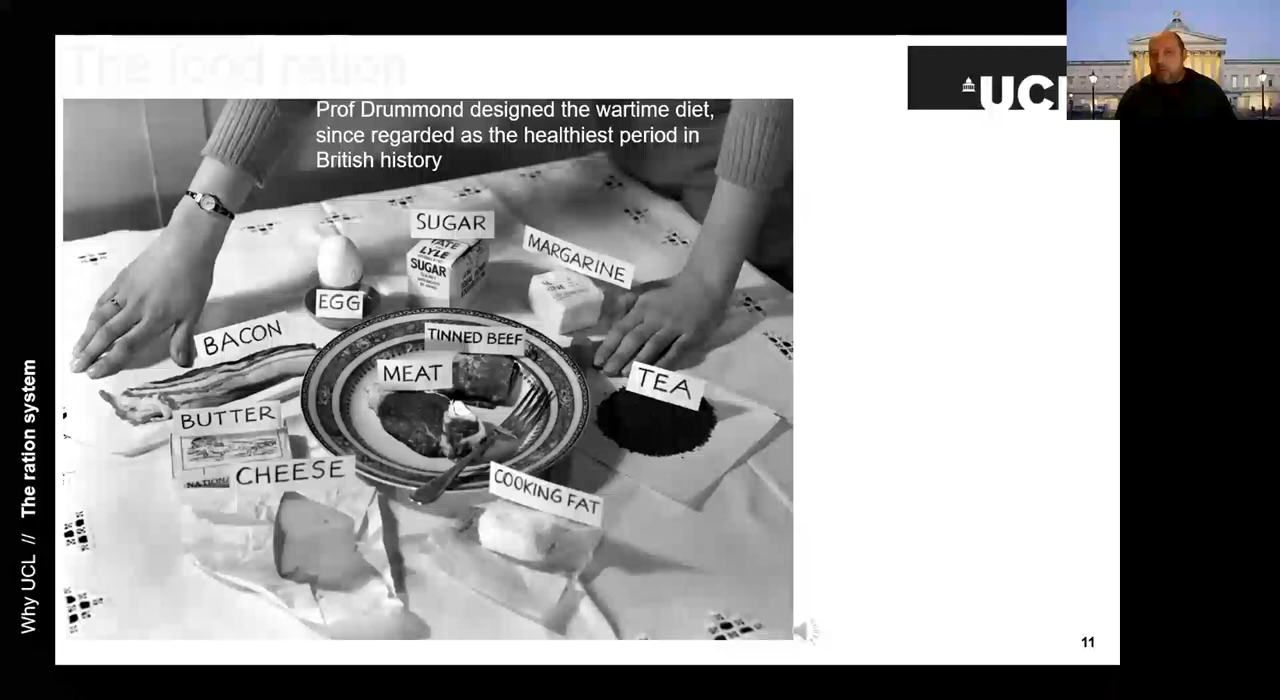 The food ration
UCL
Prof Drummond designed the wartime diet,
since regarded as the healthiest period in
British history
SUGAR
TATE
LYLE
SUGAR
MARGARINE
EGG
BACON
TINNED BEEF
MEAT
TEA
BUTTER
CHEESE
COOKING FAT
Why UCL // The ration system
11